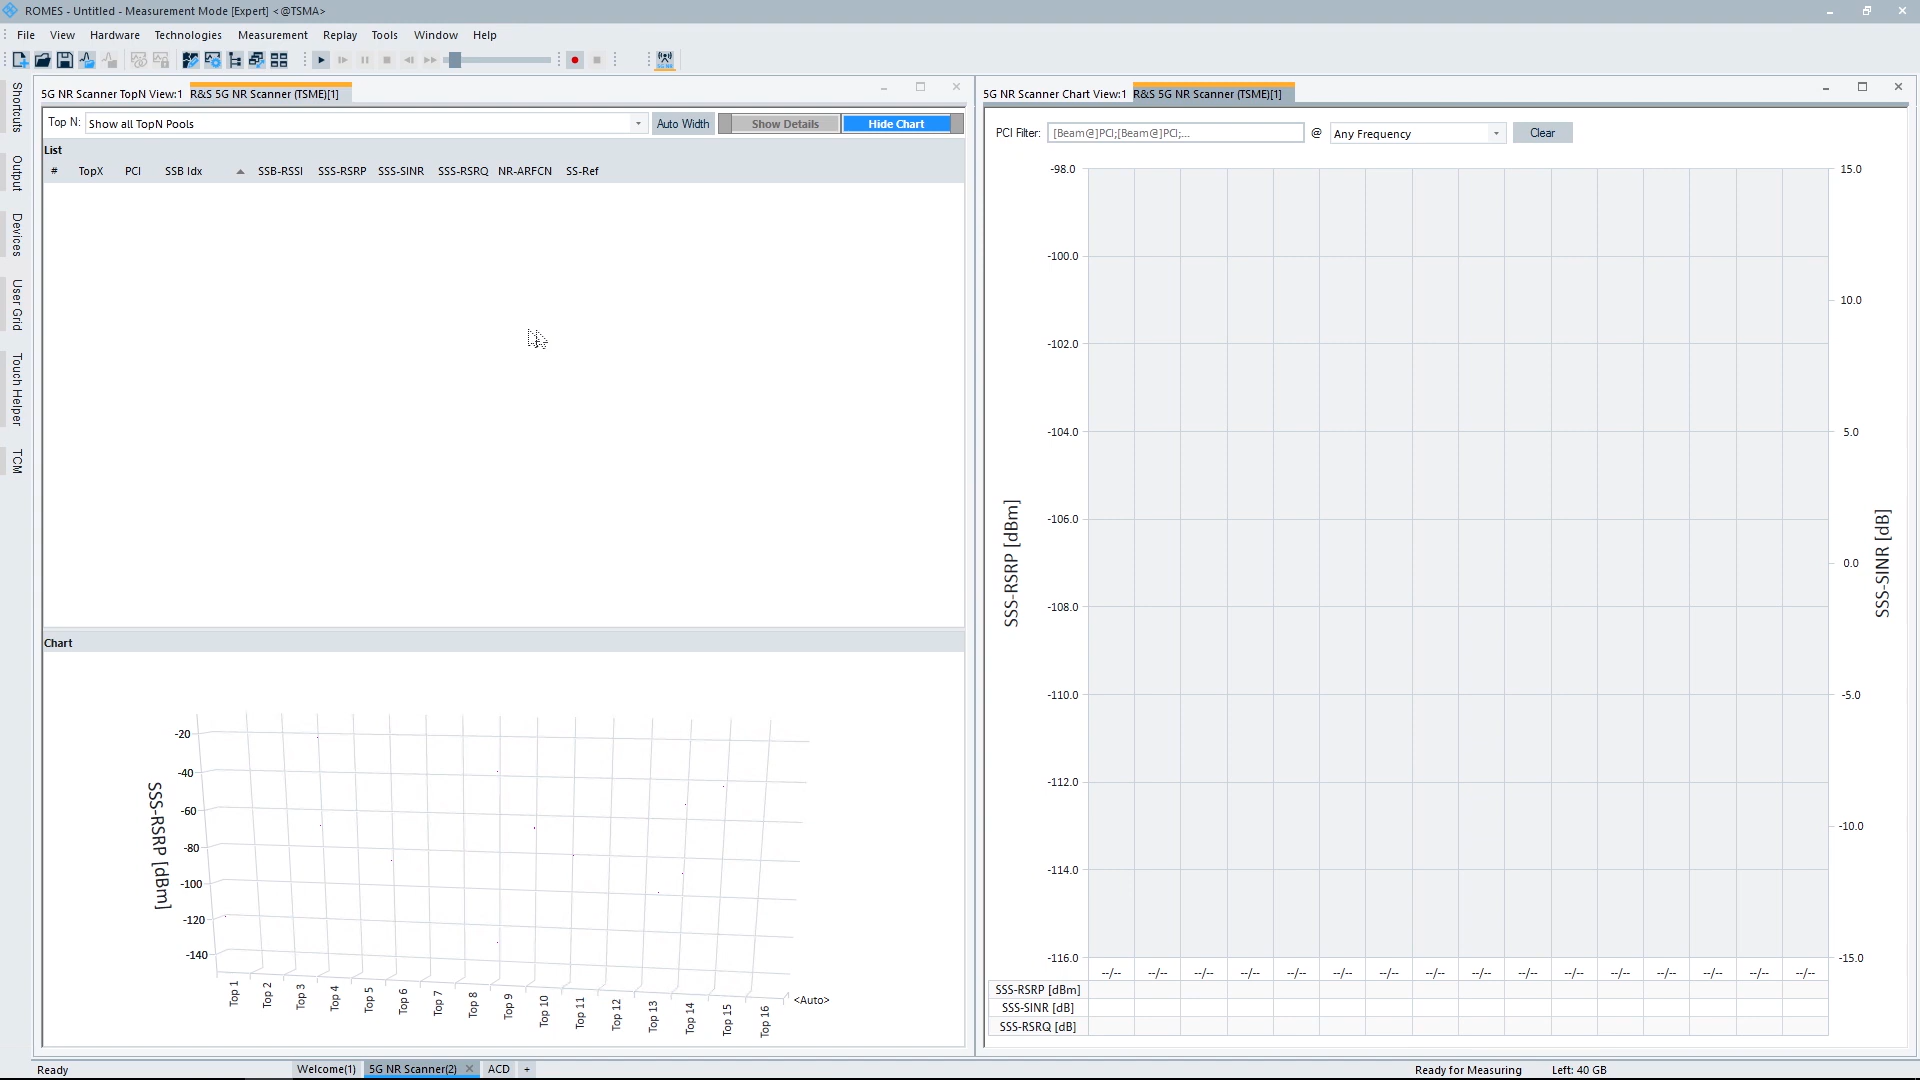 ROMES - Untitled - Measurement Mode [Expert] <@TSMA>
File View Hardware Technologies Measurement Replay Tools Window Help
Shortcuts
Output
Devices
User Grid
Touch Helper
TCM
5G NR Scanner TopN View:1 R&S 5G NR Scanner (TSME)[1]
Top N: Show all TopN Pools Auto Width Show Details Hide Chart
List
# TopX PCI SSB Idx SSB-RSSI SSS-RSRP SSS-SINR SSS-RSRQ NR-ARFCN SS-Ref
Chart
SSS-RSRP [dBm]
-20
-40
-60
-80
-100
-120
-140
Top 1 Top 2 Top 3 Top 4 Top 5 Top 6 Top 7 Top 8 Top 9 Top 10 Top 11 Top 12 Top 13 Top 14 Top 15 Top 16 <Auto>
5G NR Scanner Chart View:1 R&S 5G NR Scanner (TSME)[1]
PCI Filter: [Beam@]PCI;[Beam@]PCI;... @ Any Frequency Clear
SSS-RSRP [dBm]
-98.0
-100.0
-102.0
-104.0
-106.0
-108.0
-110.0
-112.0
-114.0
-116.0
15.0
10.0
5.0
0.0
-5.0
-10.0
-15.0
SSS-SINR [dB]
--/-- --/-- --/-- --/-- --/-- --/-- --/-- --/-- --/-- --/-- --/-- --/-- --/-- --/-- --/-- --/--
SSS-RSRP [dBm]
SSS-SINR [dB]
SSS-RSRQ [dB]
Ready Welcome(1) 5G NR Scanner(2) ACD + Ready for Measuring Left: 40 GB